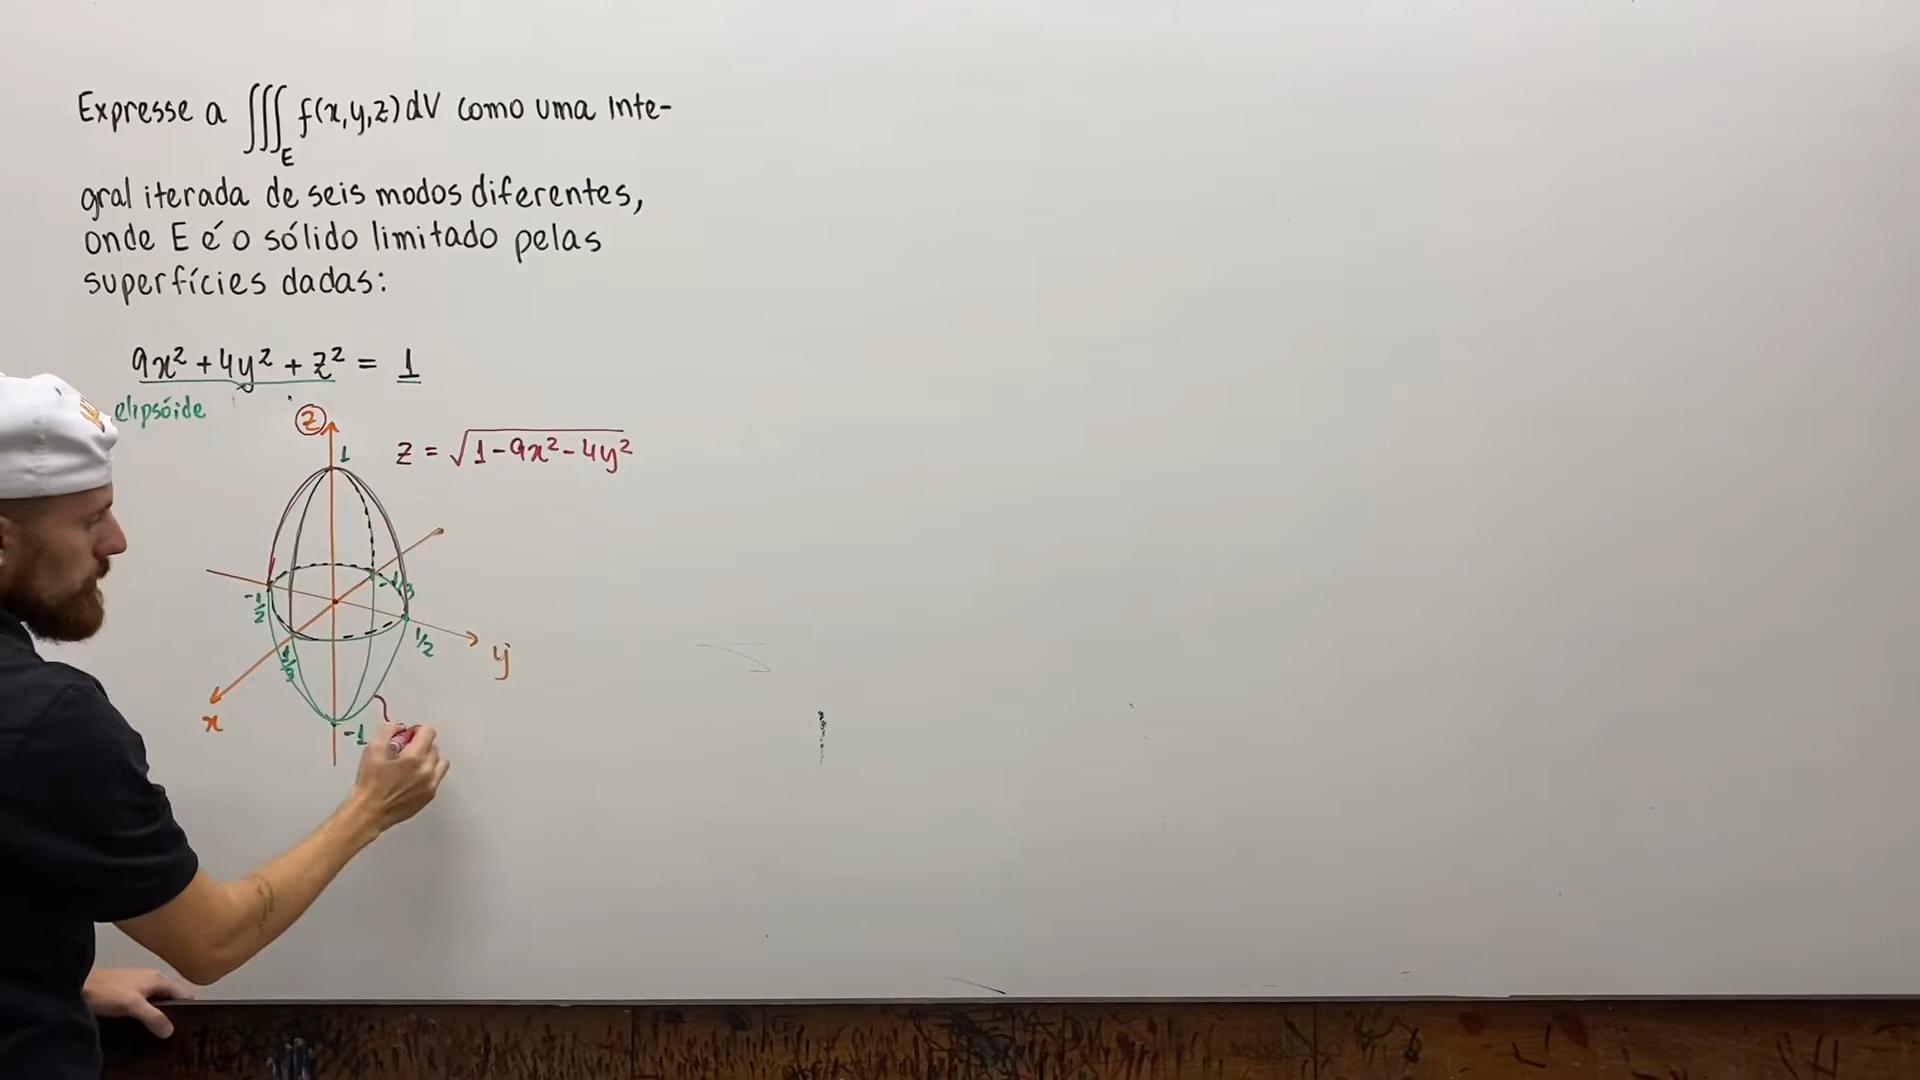 Expresse a ∭_E f(x,y,z)dV como uma Inte-
gral iterada de seis modos diferentes,
onde E é o sólido limitado pelas
superfícies dadas:
9x² + 4y² + z² = 1
elipsóide
z
1
z = √(1-9x²-4y²)
-1/3
-1/2
1/2
y
1/3
x
-1